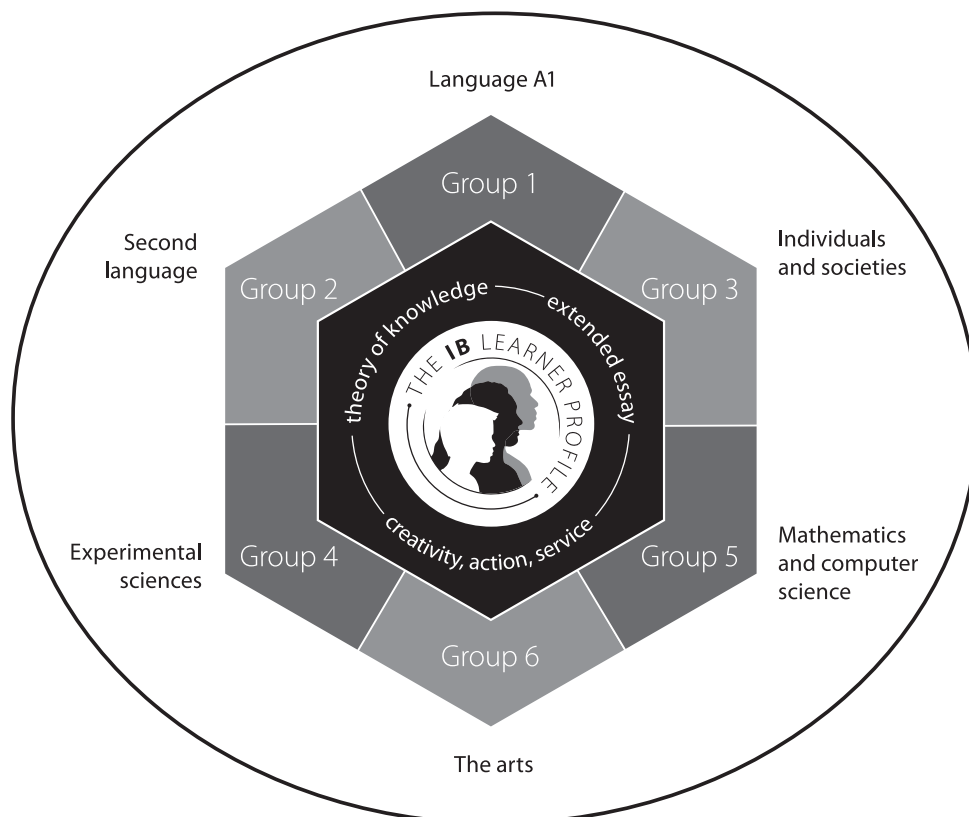 Language A1
Group 1
Second
language
Individuals
and societies
Group 2
Group 3
theory of knowledge
extended essay
THE IB LEARNER PROFILE
creativity, action, service
Experimental
sciences
Group 4
Group 5
Mathematics
and computer
science
Group 6
The arts